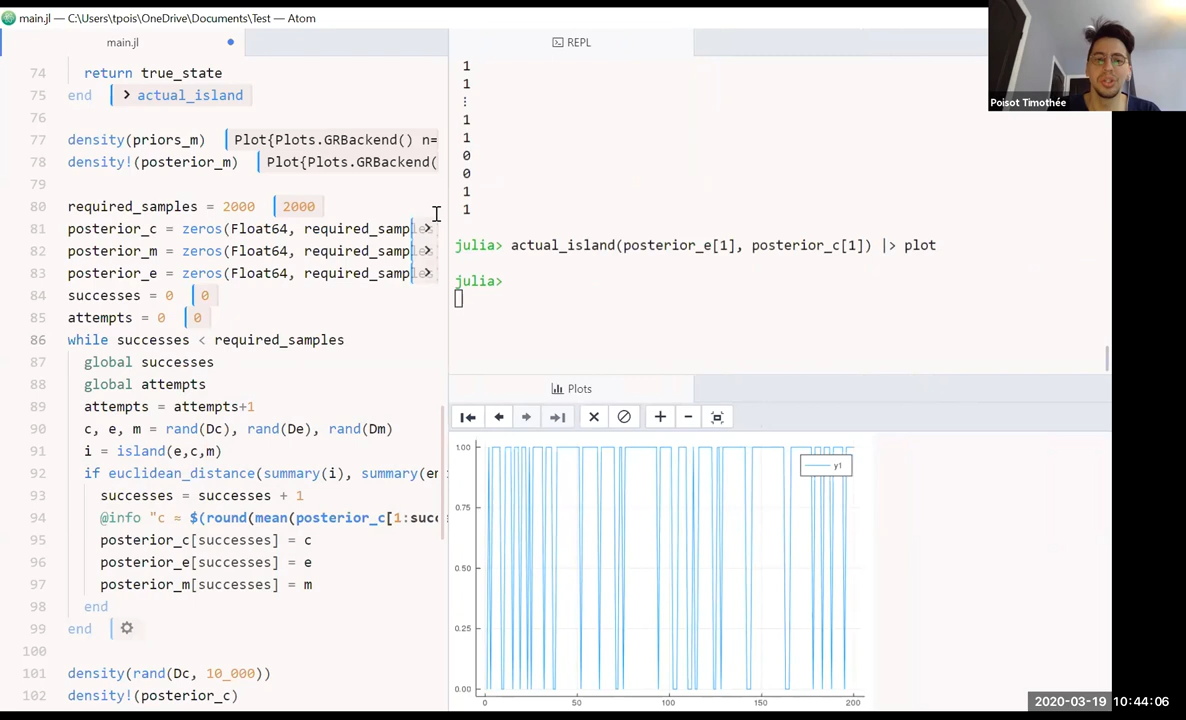 main.jl — C:\Users\tpois\OneDrive\Documents\Test — Atom
main.jl
74 return true_state
75 end > actual_island
76
77 density(priors_m) Plot{Plots.GRBackend() n=
78 density!(posterior_m) Plot{Plots.GRBackend(
79
80 required_samples = 2000 2000
81 posterior_c = zeros(Float64, required_samples >
82 posterior_m = zeros(Float64, required_samples >
83 posterior_e = zeros(Float64, required_samples >
84 successes = 0 0
85 attempts = 0 0
86 while successes < required_samples
87 global successes
88 global attempts
89 attempts = attempts+1
90 c, e, m = rand(Dc), rand(De), rand(Dm)
91 i = island(e,c,m)
92 if euclidean_distance(summary(i), summary(em
93 successes = successes + 1
94 @info "c ≈ $(round(mean(posterior_c[1:succ
95 posterior_c[successes] = c
96 posterior_e[successes] = e
97 posterior_m[successes] = m
98 end
99 end
100
101 density(rand(Dc, 10_000))
102 density!(posterior_c)
REPL
1
1
⋮
1
1
0
0
1
1
julia> actual_island(posterior_e[1], posterior_c[1]) |> plot
julia>
Plots
y1
1.00
0.75
0.50
0.25
0.00
0 50 100 150 200
Poisot Timothée
2020-03-19 10:44:06